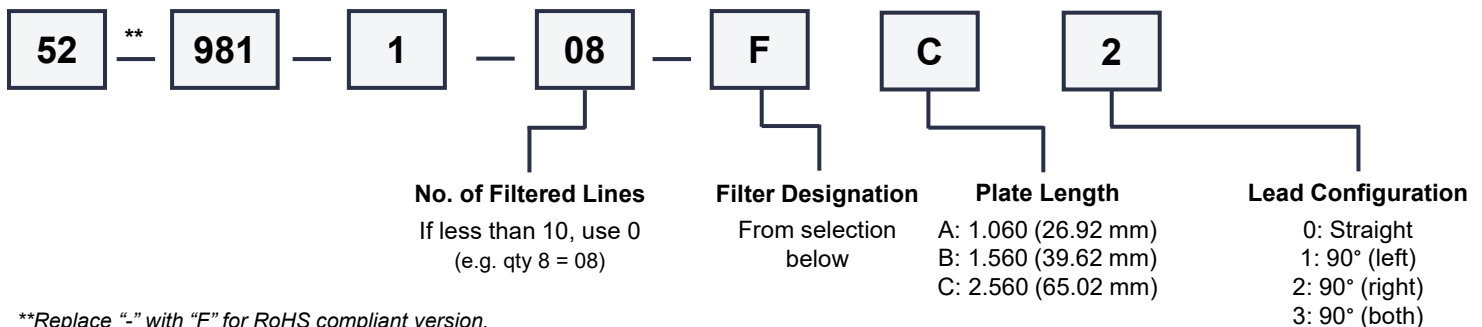 52 ** 981 — 1 — 08 — F C 2
No. of Filtered Lines
If less than 10, use 0
(e.g. qty 8 = 08)
Filter Designation
From selection
below
Plate Length
A: 1.060 (26.92 mm)
B: 1.560 (39.62 mm)
C: 2.560 (65.02 mm)
Lead Configuration
0: Straight
1: 90° (left)
2: 90° (right)
3: 90° (both)
**Replace “-” with “F” for RoHS compliant version.